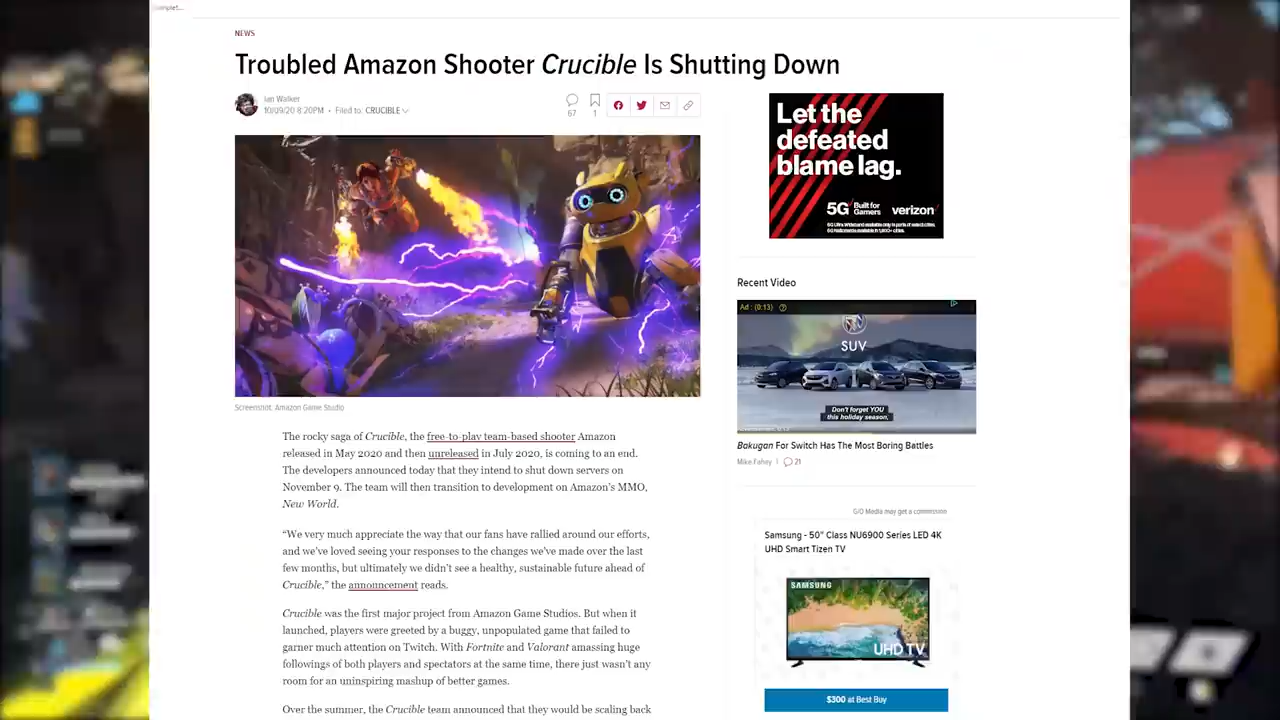 NEWS
Troubled Amazon Shooter Crucible Is Shutting Down
Ian Walker
10/09/20 8:20PM • Filed to: CRUCIBLE
67
1
Screenshot: Amazon Game Studio
The rocky saga of Crucible, the free-to-play team-based shooter Amazon
released in May 2020 and then unreleased in July 2020, is coming to an end.
The developers announced today that they intend to shut down servers on
November 9. The team will then transition to development on Amazon's MMO,
New World.
“We very much appreciate the way that our fans have rallied around our efforts,
and we've loved seeing your responses to the changes we've made over the last
few months, but ultimately we didn't see a healthy, sustainable future ahead of
Crucible,” the announcement reads.
Crucible was the first major project from Amazon Game Studios. But when it
launched, players were greeted by a buggy, unpopulated game that failed to
garner much attention on Twitch. With Fortnite and Valorant amassing huge
followings of both players and spectators at the same time, there just wasn't any
room for an uninspiring mashup of better games.
Over the summer, the Crucible team announced that they would be scaling back
Let the
defeated
blame lag.
5G Built for
Gamers
verizon
Recent Video
Ad : (0:13)
SUV
Don't forget YOU
this holiday season,
Bakugan For Switch Has The Most Boring Battles
Mike Fahey | 21
G/O Media may get a commission
Samsung - 50" Class NU6900 Series LED 4K
UHD Smart Tizen TV
SAMSUNG
UHD TV
$300 at Best Buy